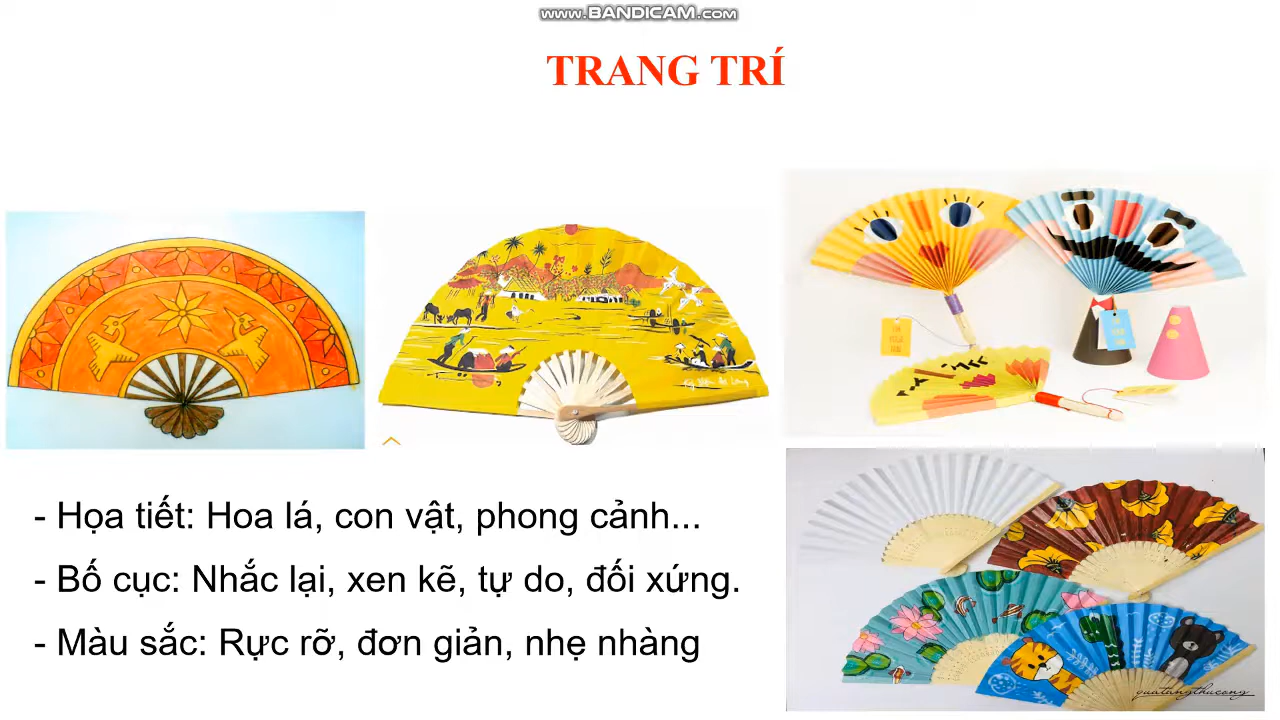 www.BANDICAM.com
TRANG TRÍ
- Họa tiết: Hoa lá, con vật, phong cảnh...
- Bố cục: Nhắc lại, xen kẽ, tự do, đối xứng.
- Màu sắc: Rực rỡ, đơn giản, nhẹ nhàng
quatangthucong